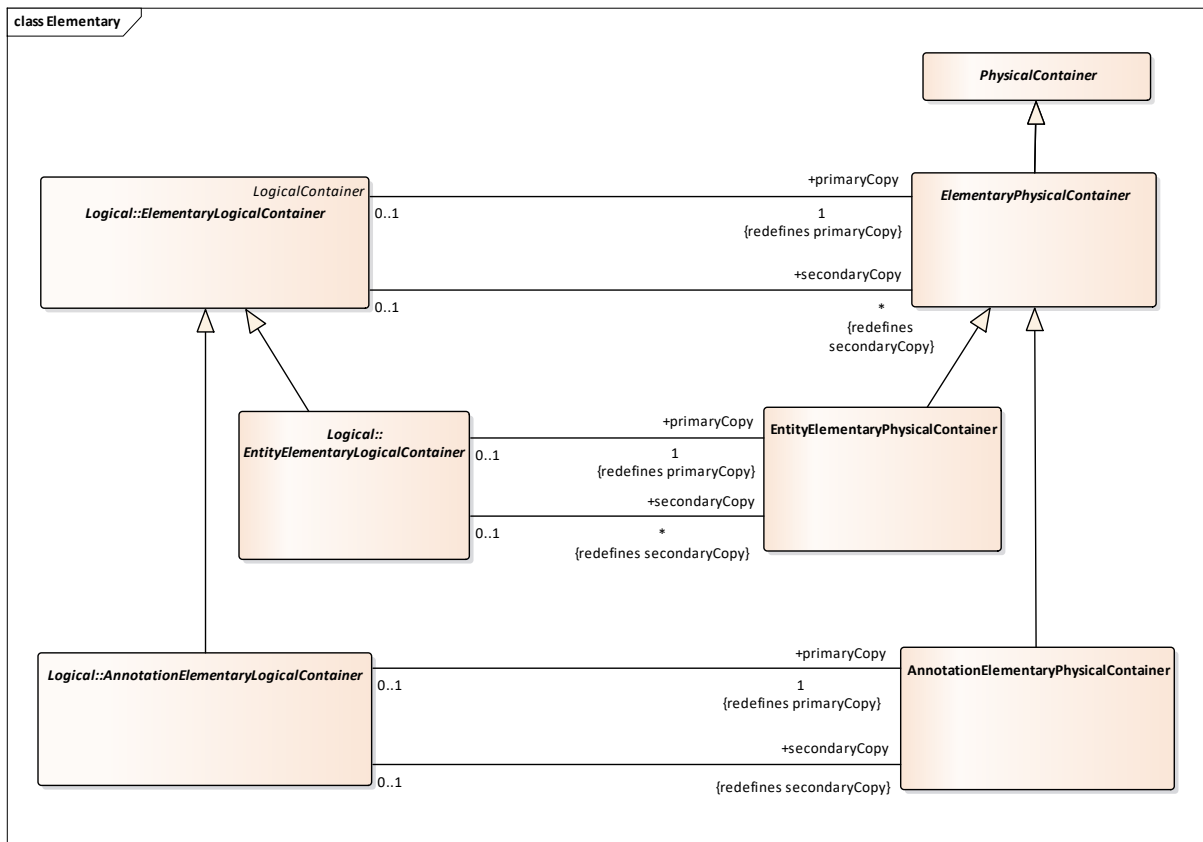 class Elementary
PhysicalContainer
LogicalContainer
Logical::ElementaryLogicalContainer
+primaryCopy
0..1
1
{redefines primaryCopy}
ElementaryPhysicalContainer
+secondaryCopy
0..1
*
{redefines
secondaryCopy}
Logical::
EntityElementaryLogicalContainer
+primaryCopy
0..1
1
{redefines primaryCopy}
EntityElementaryPhysicalContainer
+secondaryCopy
0..1
*
{redefines secondaryCopy}
Logical::AnnotationElementaryLogicalContainer
+primaryCopy
0..1
1
{redefines primaryCopy}
AnnotationElementaryPhysicalContainer
+secondaryCopy
0..1
{redefines secondaryCopy}